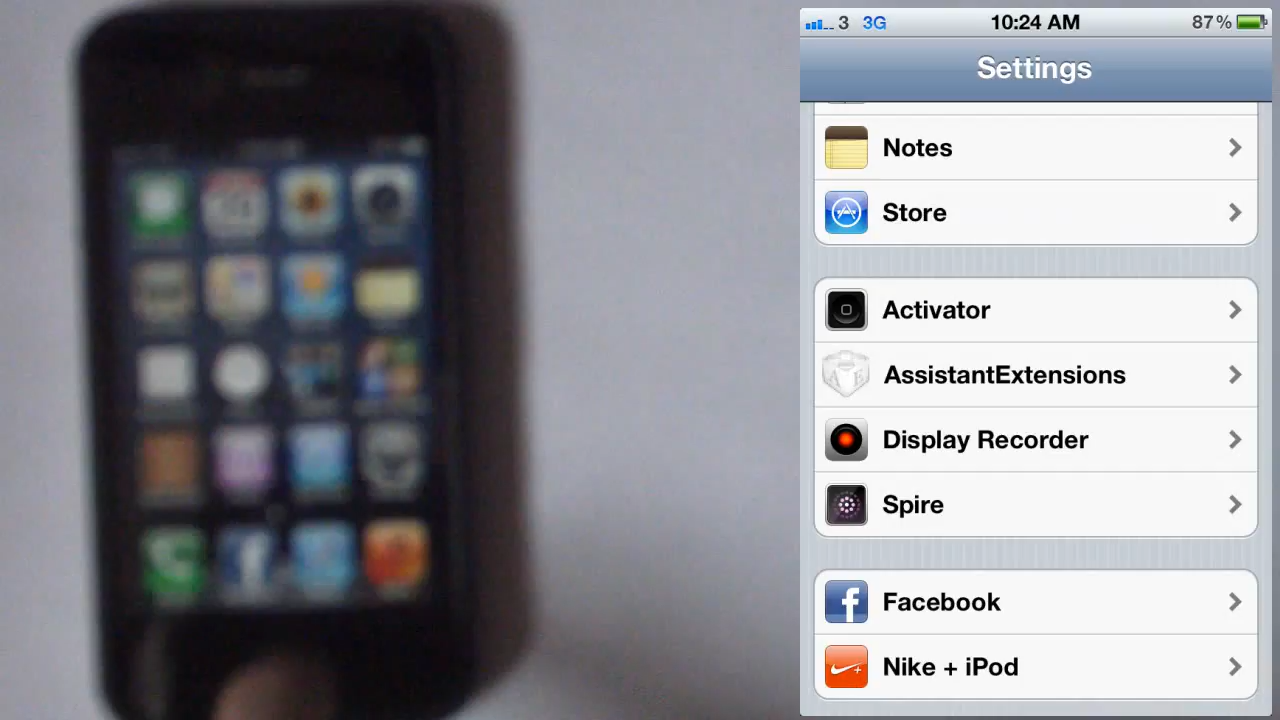 3 3G 10:24 AM 87%
Settings
Notes
Store
Activator
AssistantExtensions
Display Recorder
Spire
Facebook
Nike + iPod